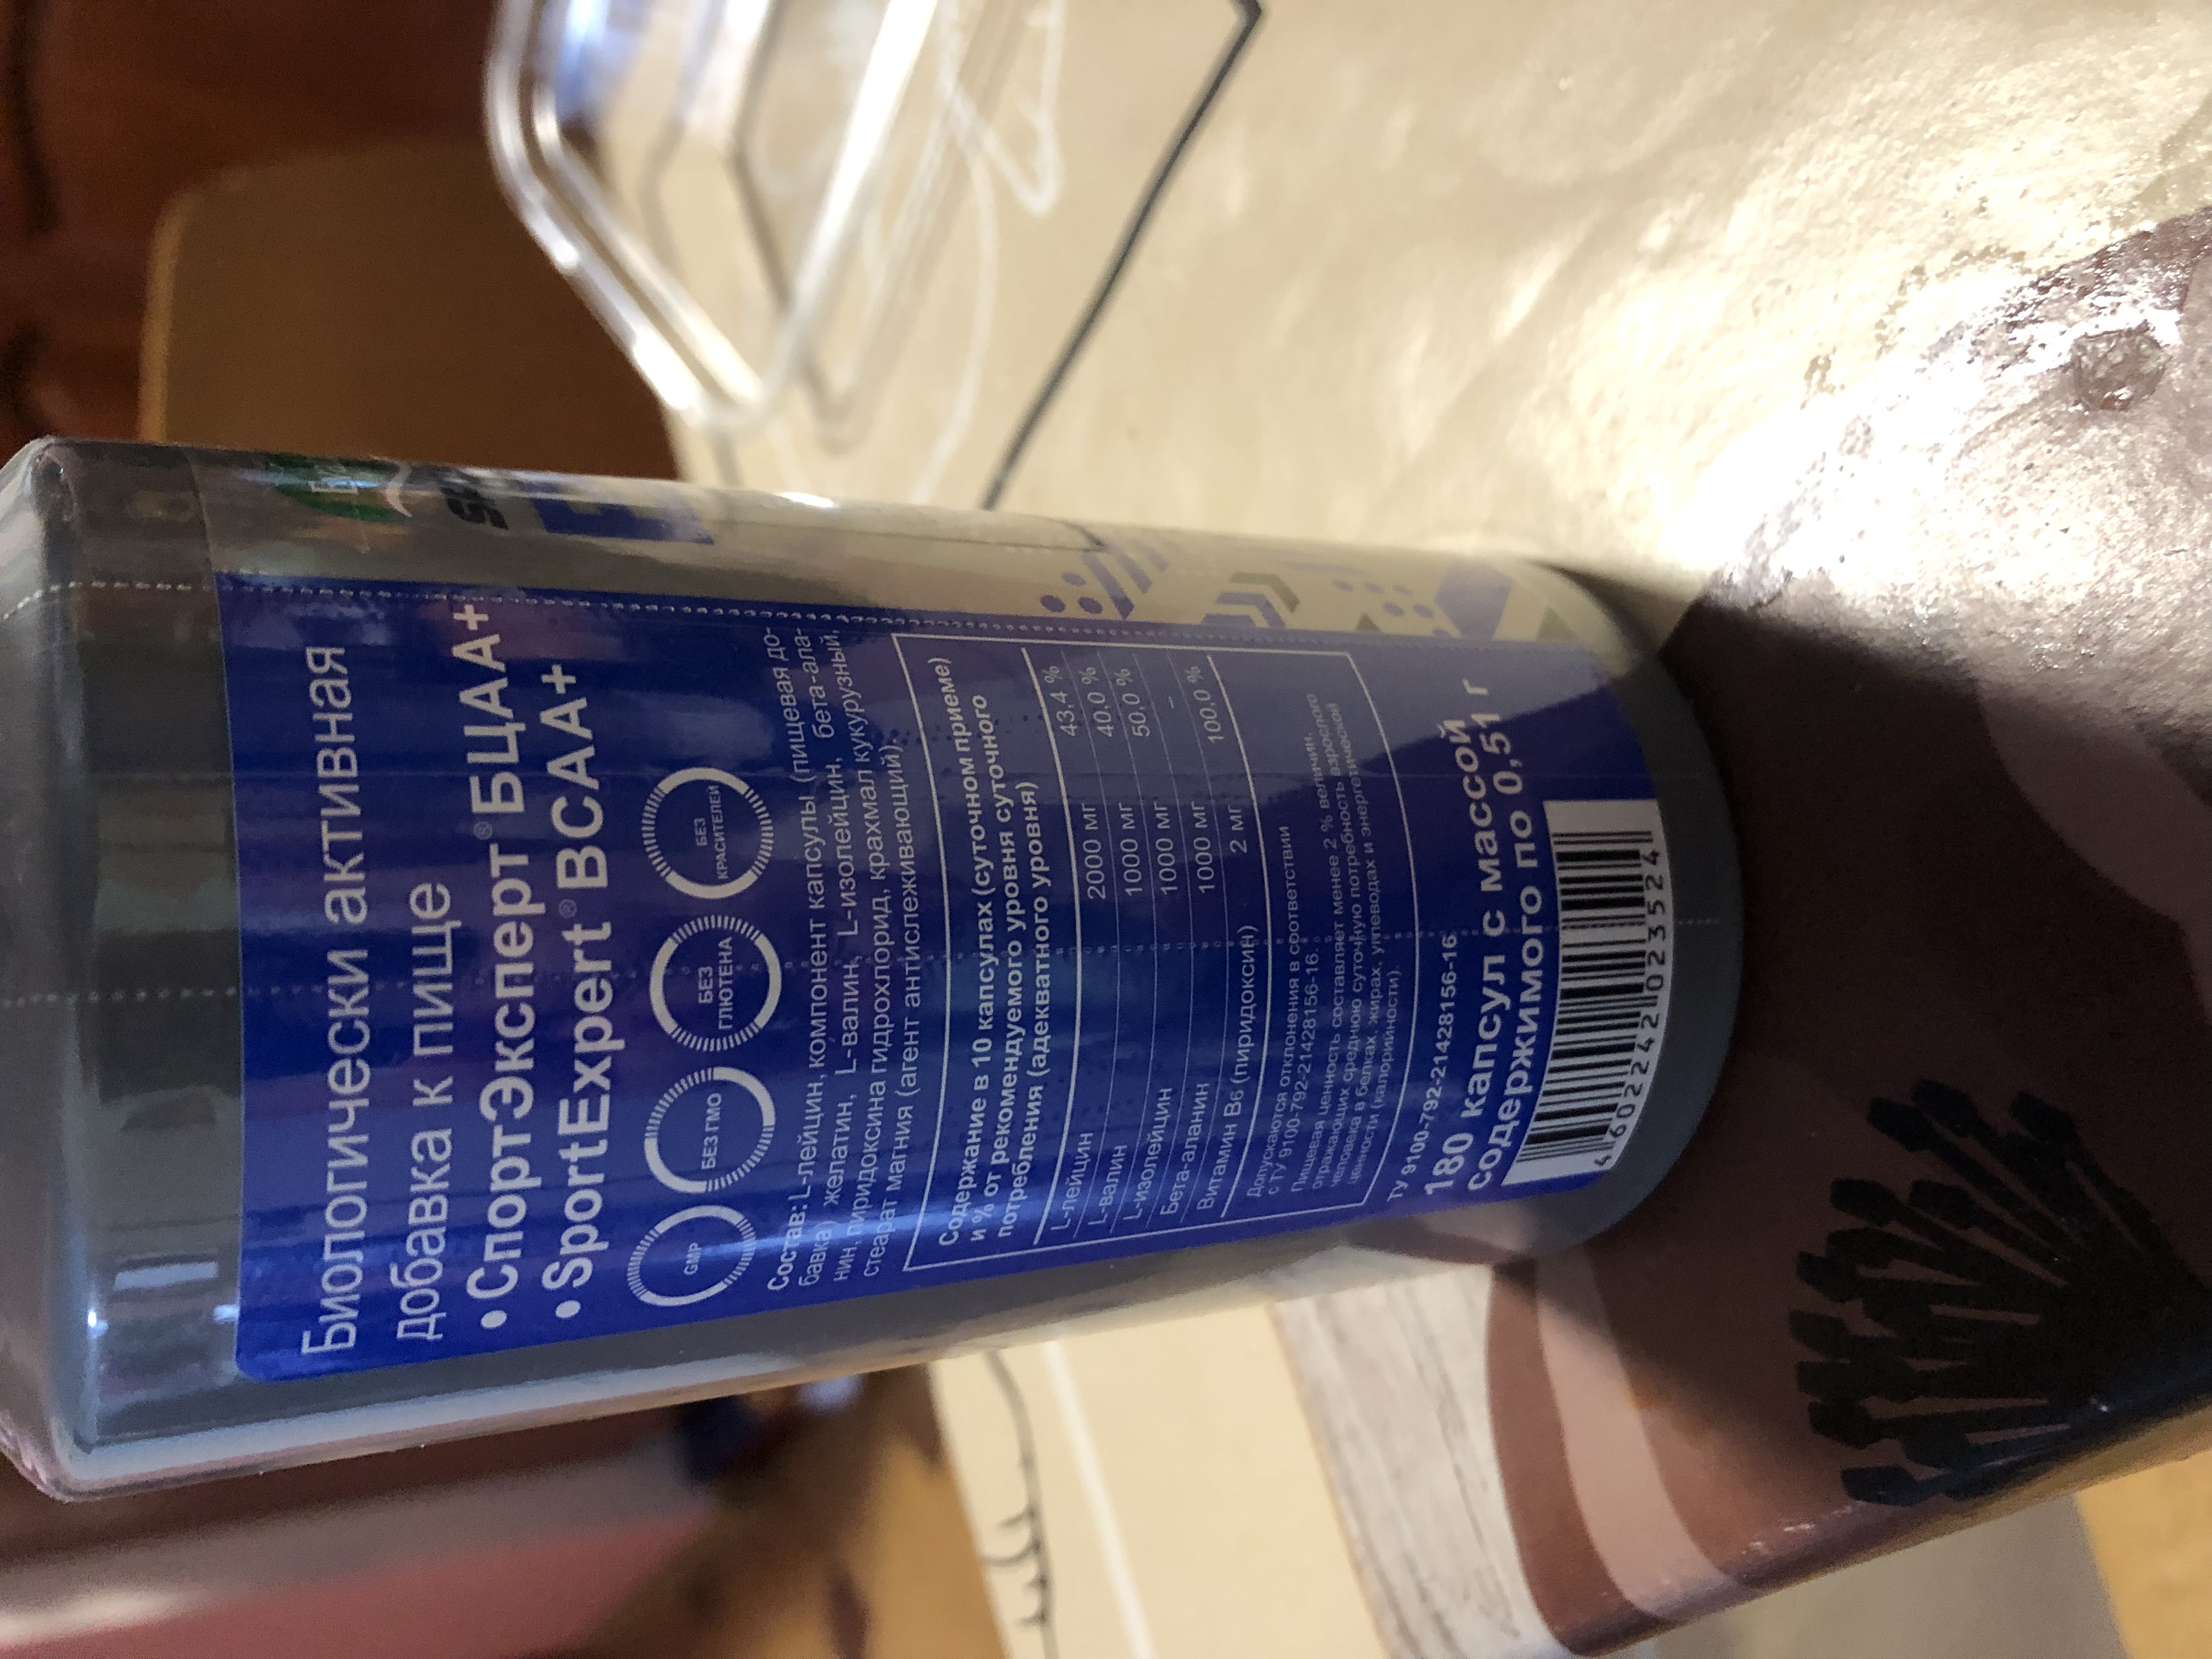 Биологически активная
добавка к пище
• СпортЭксперт® БЦАА+
• SportExpert® BCAA+
GMP
БЕЗ ГМО
БЕЗ
ГЛЮТЕНА
БЕЗ
КРАСИТЕЛЕЙ
Состав: L-лейцин, компонент капсулы (пищевая до-
бавка) желатин, L-валин, L-изолейцин, бета-ала-
нин, пиридоксина гидрохлорид, крахмал кукурузный,
стеарат магния (агент антислеживающий).
Содержание в 10 капсулах (суточном приеме)
и % от рекомендуемого уровня суточного
потребления (адекватного уровня)
L-лейцин 2000 мг 43,4 %
L-валин 1000 мг 40,0 %
L-изолейцин 1000 мг 50,0 %
Бета-аланин 1000 мг –
Витамин B6 (пиридоксин) 2 мг 100,0 %
Допускаются отклонения в соответствии
с ТУ 9100-792-21428156-16.
Пищевая ценность составляет менее 2 % величин,
отражающих среднюю суточную потребность взрослого
человека в белках, жирах, углеводах и энергетической
ценности (калорийности).
ТУ 9100-792-21428156-16
180 капсул с массой
содержимого по 0,51 г
4 602242 023524